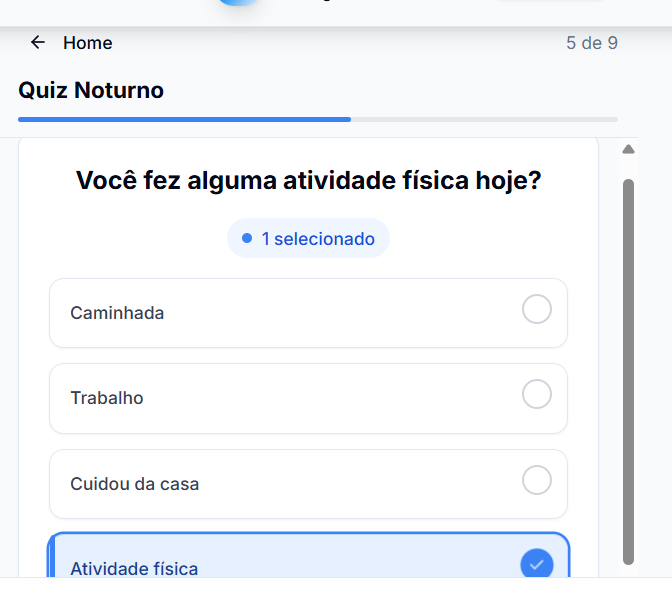 Home
5 de 9
Quiz Noturno
Você fez alguma atividade física hoje?
1 selecionado
Caminhada
Trabalho
Cuidou da casa
Atividade física